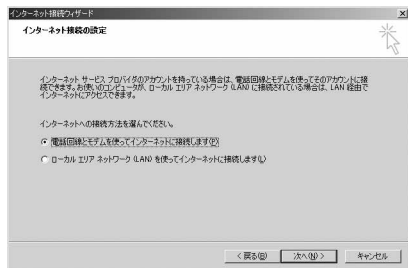 インターネット接続ウィザード
インターネット接続の設定
インターネット サービス プロバイダのアカウントを持っている場合は、電話回線とモデムを使ってそのアカウントに接
続できます。お使いのコンピュータが、ローカル エリア ネットワーク (LAN) に接続されている場合は、LAN 経由で
インターネットにアクセスできます。
インターネットへの接続方法を選んでください。
電話回線とモデムを使ってインターネットに接続します(P)
ローカル エリア ネットワーク (LAN) を使ってインターネットに接続します(L)
< 戻る(B)
次へ(N) >
キャンセル